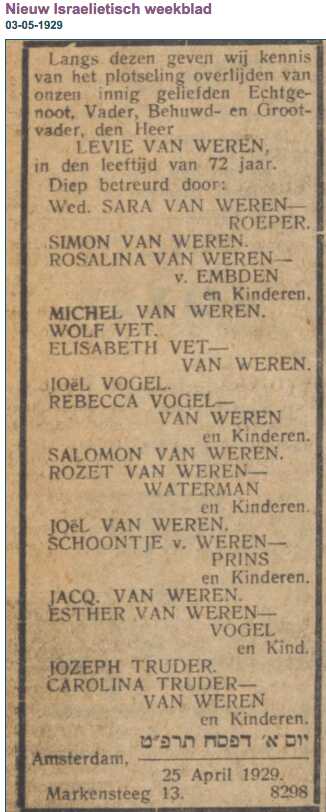 Nieuw Israelietisch weekblad
03-05-1929
Langs dezen geven wij kennis
van het plotseling overlijden van
onzen innig geliefden Echtge-
noot, Vader, Behuwd- en Groot-
vader, den Heer
LEVIE VAN WEREN,
in den leeftijd van 72 jaar.
Diep betreurd door:
Wed. SARA VAN WEREN—
ROEPER.
SIMON VAN WEREN.
ROSALINA VAN WEREN—
v. EMBDEN
en Kinderen.
MICHEL VAN WEREN.
WOLF VET.
ELISABETH VET—
VAN WEREN.
JOëL VOGEL.
REBECCA VOGEL—
VAN WEREN
en Kinderen.
SALOMON VAN WEREN.
ROZET VAN WEREN—
WATERMAN
en Kinderen.
JOëL VAN WEREN.
SCHOONTJE v. WEREN—
PRINS
en Kinderen.
JACQ. VAN WEREN.
ESTHER VAN WEREN—
VOGEL
en Kind.
JOZEPH TRUDER.
CAROLINA TRUDER—
VAN WEREN
en Kinderen.
יום א׳ דפסח תרפ״ט
Amsterdam,
25 April 1929.
Markensteeg 13. 8298